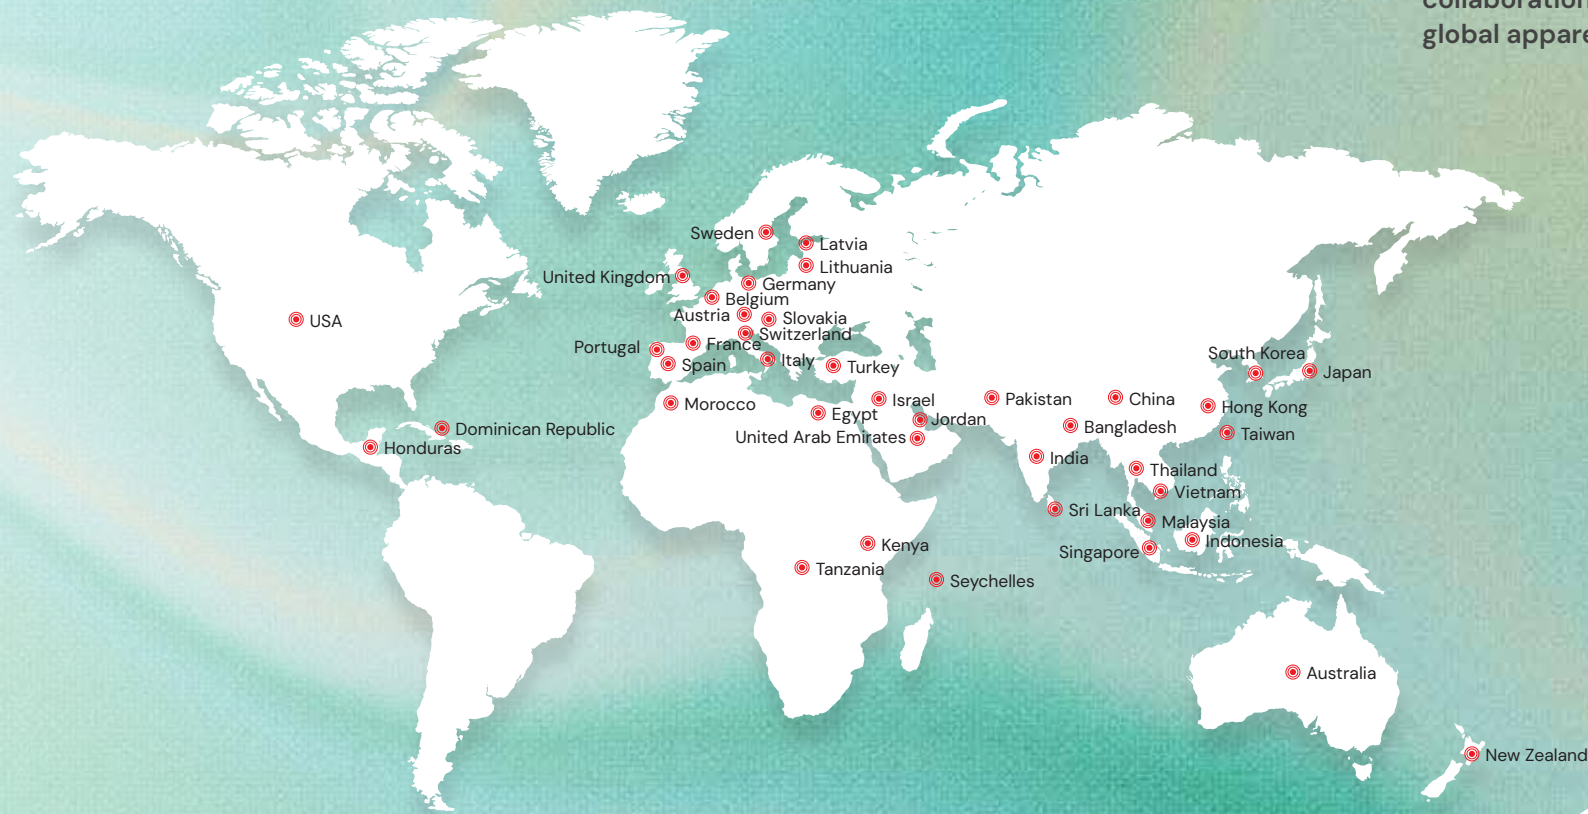 collaboration
global appare
Sweden
Latvia
Lithuania
United Kingdom
Germany
Belgium
Austria
Slovakia
Switzerland
USA
Portugal
France
Italy
Spain
Turkey
South Korea
Japan
Morocco
Israel
Pakistan
China
Hong Kong
Egypt
Jordan
Dominican Republic
United Arab Emirates
Bangladesh
Taiwan
Honduras
India
Thailand
Vietnam
Sri Lanka
Malaysia
Indonesia
Singapore
Kenya
Tanzania
Seychelles
Australia
New Zealand